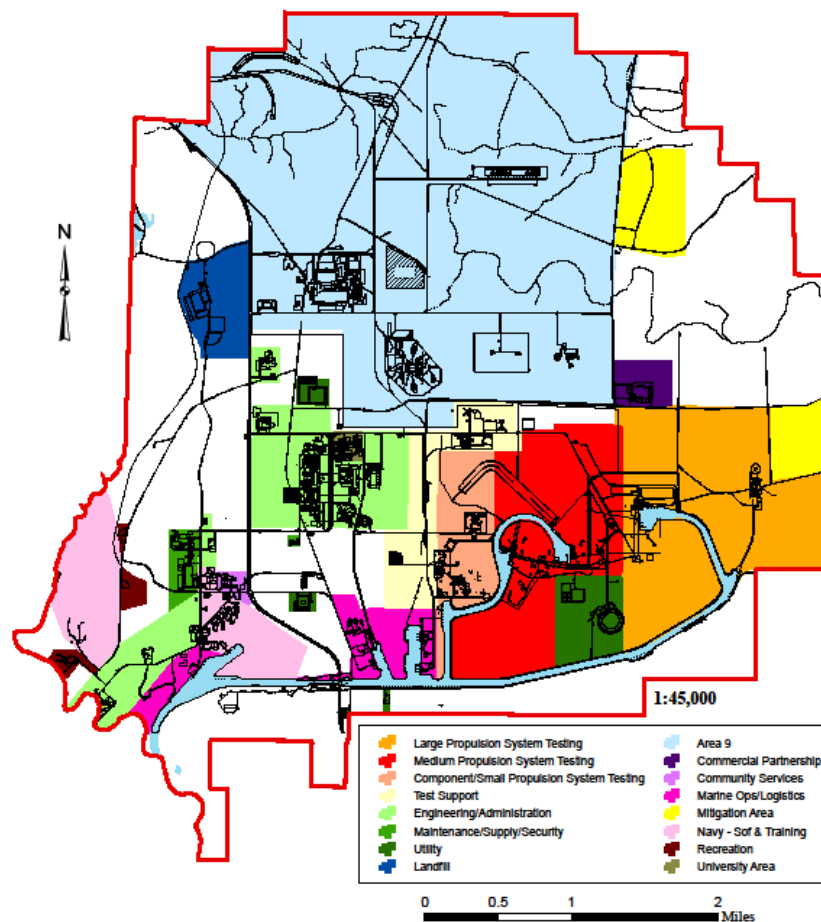 N
1:45,000
Large Propulsion System Testing
Medium Propulsion System Testing
Component/Small Propulsion System Testing
Test Support
Engineering/Administration
Maintenance/Supply/Security
Utility
Landfill
Area 9
Commercial Partnership
Community Services
Marine Ops/Logistics
Mitigation Area
Navy - Sof & Training
Recreation
University Area
0 0.5 1 2
Miles